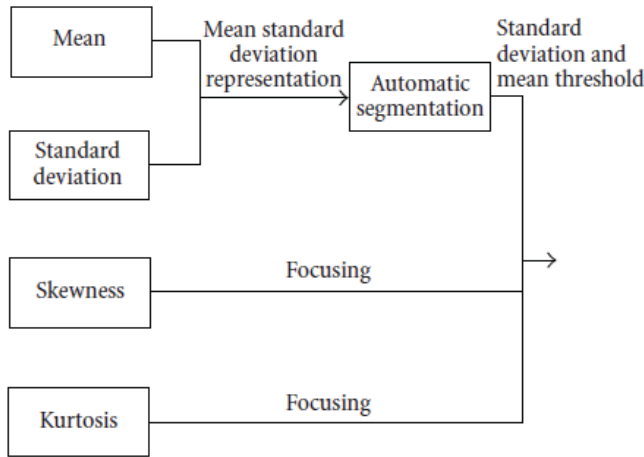 Mean
Mean standard
deviation
representation
Standard
deviation and
mean threshold
Automatic
segmentation
Standard
deviation
Skewness
Focusing
Kurtosis
Focusing